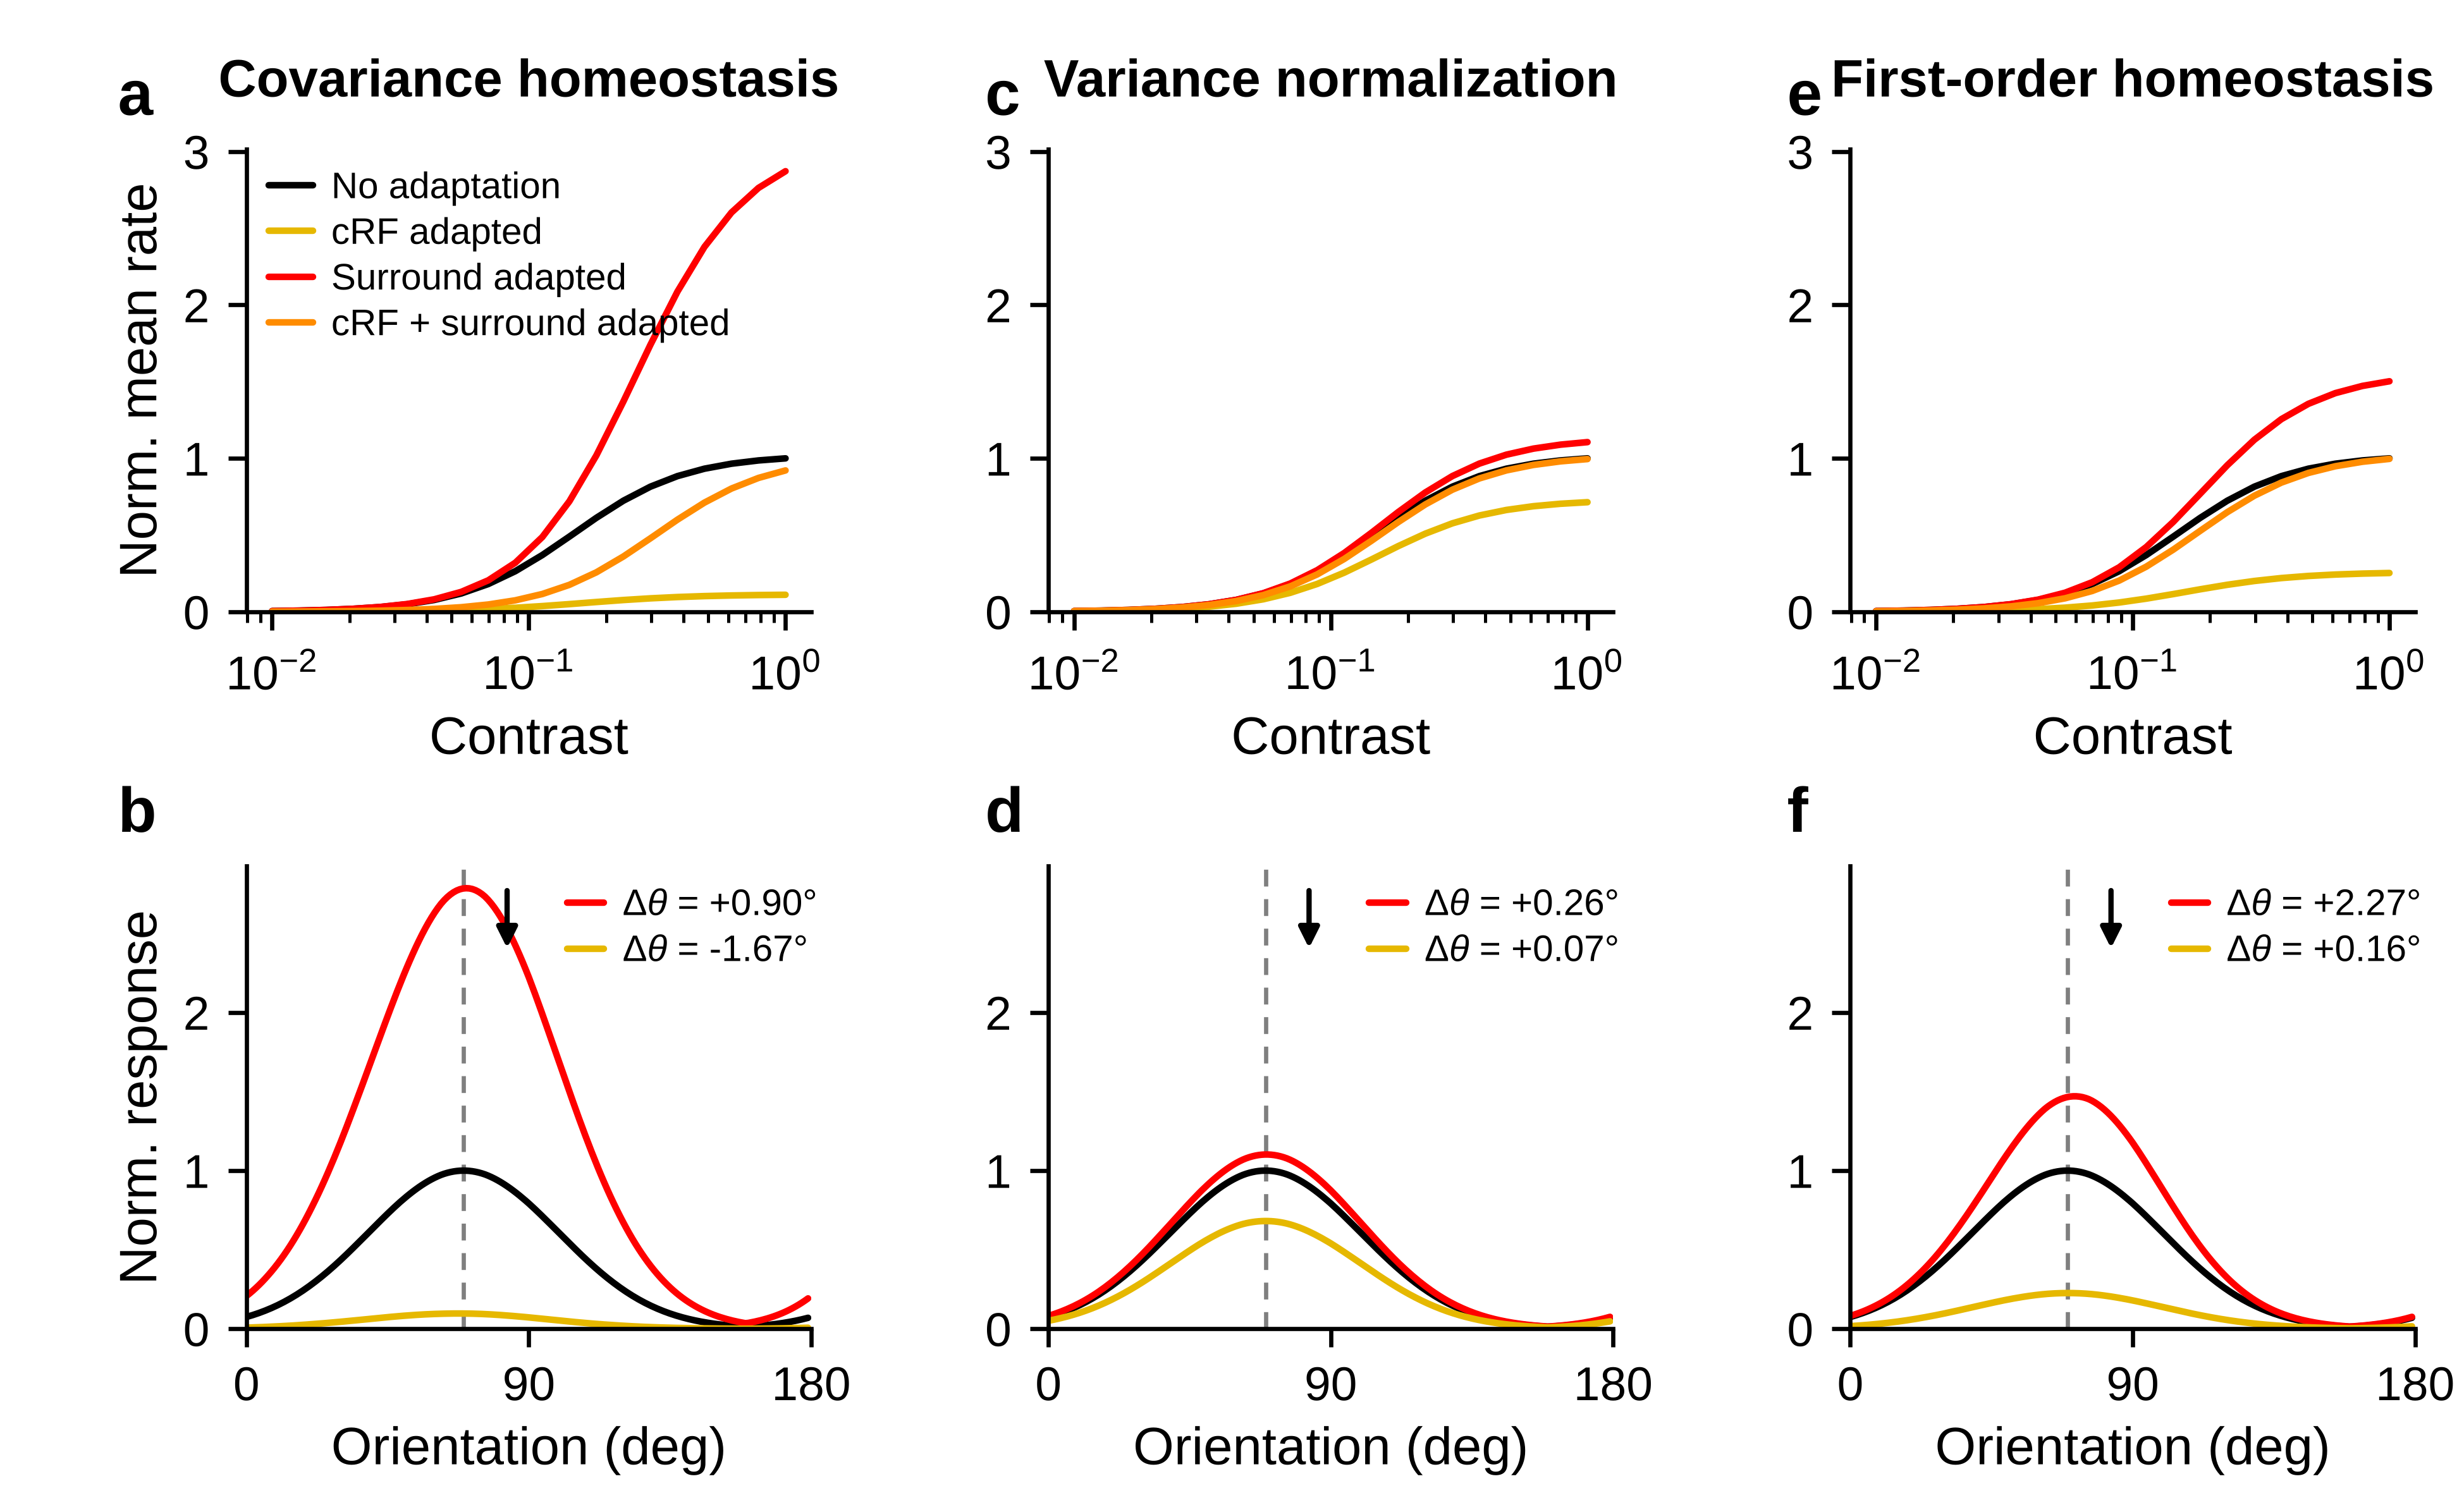 a Covariance homeostasis
3
2
1
0
Norm. mean rate
No adaptation
cRF adapted
Surround adapted
cRF + surround adapted
10⁻² 10⁻¹ 10⁰
Contrast
c Variance normalization
3
2
1
0
10⁻² 10⁻¹ 10⁰
Contrast
e First-order homeostasis
3
2
1
0
10⁻² 10⁻¹ 10⁰
Contrast
b
2
1
0
Norm. response
Δθ = +0.90°
Δθ = -1.67°
0 90 180
Orientation (deg)
d
2
1
0
Δθ = +0.26°
Δθ = +0.07°
0 90 180
Orientation (deg)
f
2
1
0
Δθ = +2.27°
Δθ = +0.16°
0 90 180
Orientation (deg)